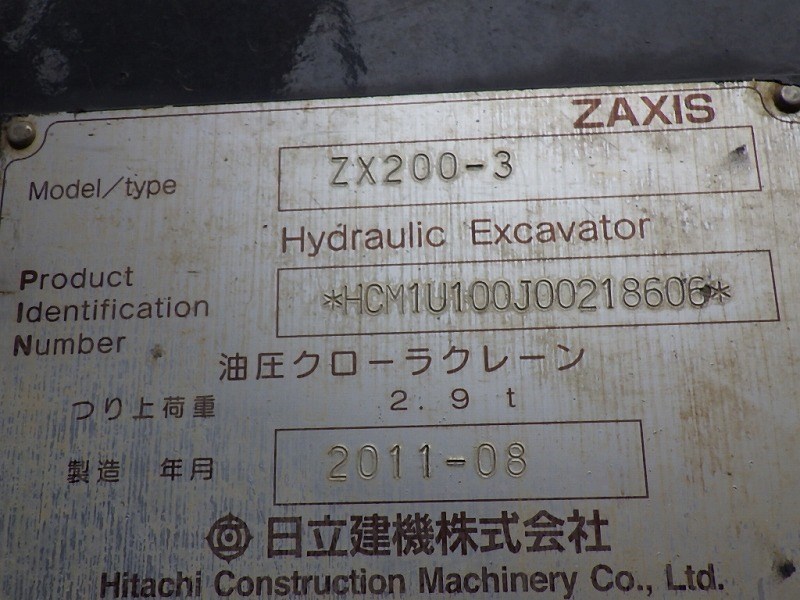 ZAXIS
Model/type ZX200-3
Hydraulic Excavator
Product
Identification *HCM1U100J00218606*
Number
油圧クローラクレーン
つり上荷重 2.9 t
製造 年月 2011-08
日立建機株式会社
Hitachi Construction Machinery Co., Ltd.